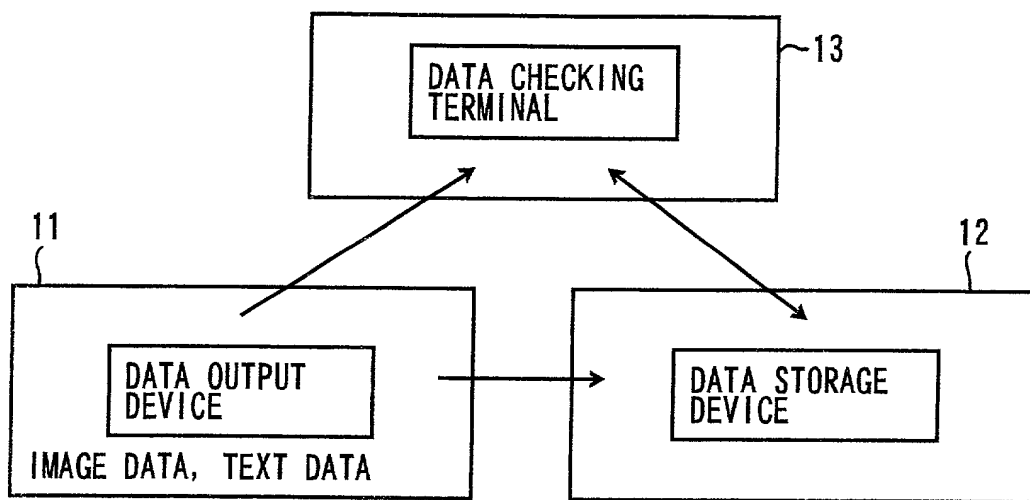 DATA CHECKING
TERMINAL
13
11
DATA OUTPUT
DEVICE
IMAGE DATA, TEXT DATA
12
DATA STORAGE
DEVICE